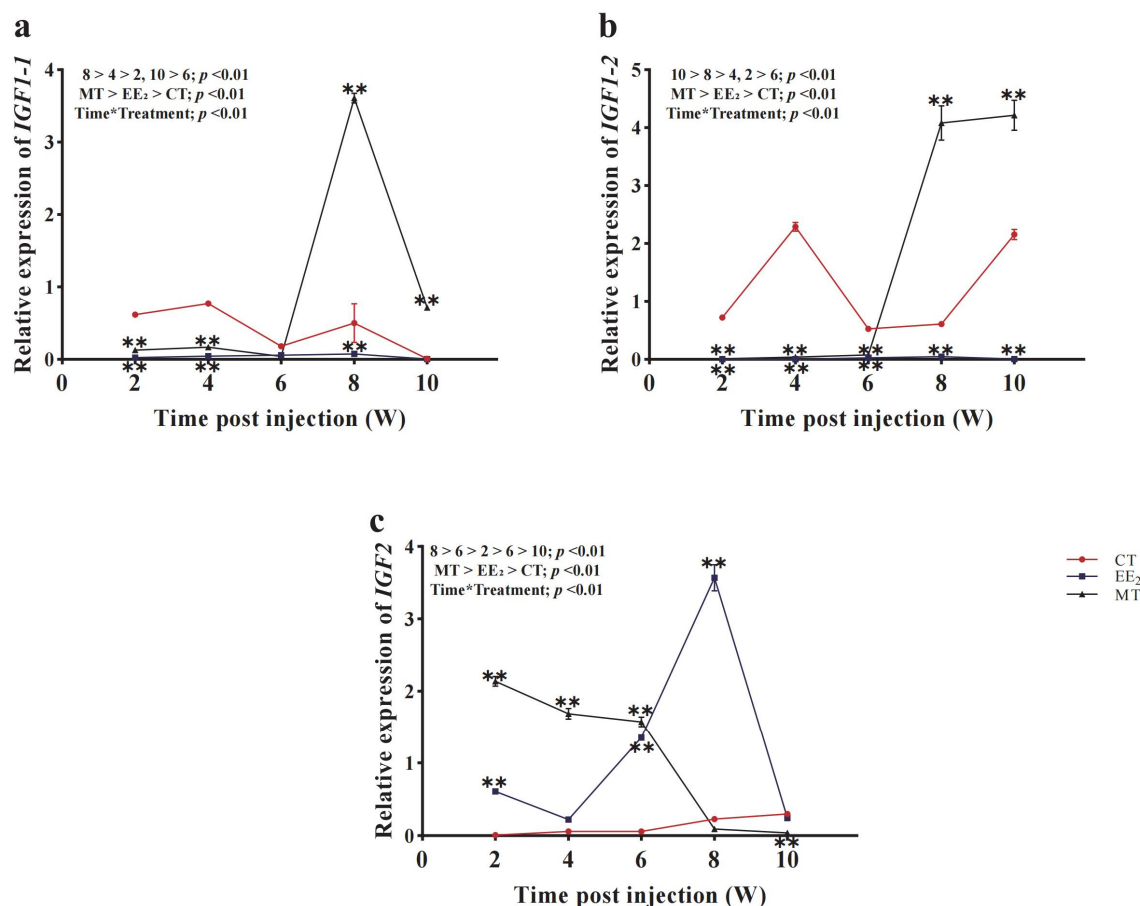 a
8 > 4 > 2, 10 > 6; p <0.01
MT > EE₂ > CT; p <0.01
Time*Treatment; p <0.01
Relative expression of IGF1-1
4
3
2
1
0
** ** ** ** ** ** **
0 2 4 6 8 10
Time post injection (W)
b
10 > 8 > 4, 2 > 6; p <0.01
MT > EE₂ > CT; p <0.01
Time*Treatment; p <0.01
Relative expression of IGF1-2
5
4
3
2
1
0
** ** ** ** ** ** ** ** ** **
0 2 4 6 8 10
Time post injection (W)
c
8 > 6 > 2 > 6 > 10; p <0.01
MT > EE₂ > CT; p <0.01
Time*Treatment; p <0.01
Relative expression of IGF2
4
3
2
1
0
** ** ** ** ** ** **
0 2 4 6 8 10
Time post injection (W)
CT
EE₂
MT